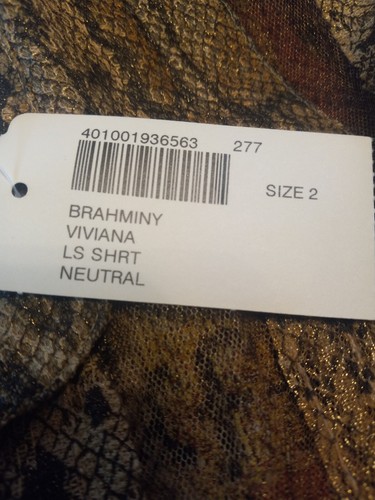 401001936563 277
SIZE 2
BRAHMINY
VIVIANA
LS SHRT
NEUTRAL